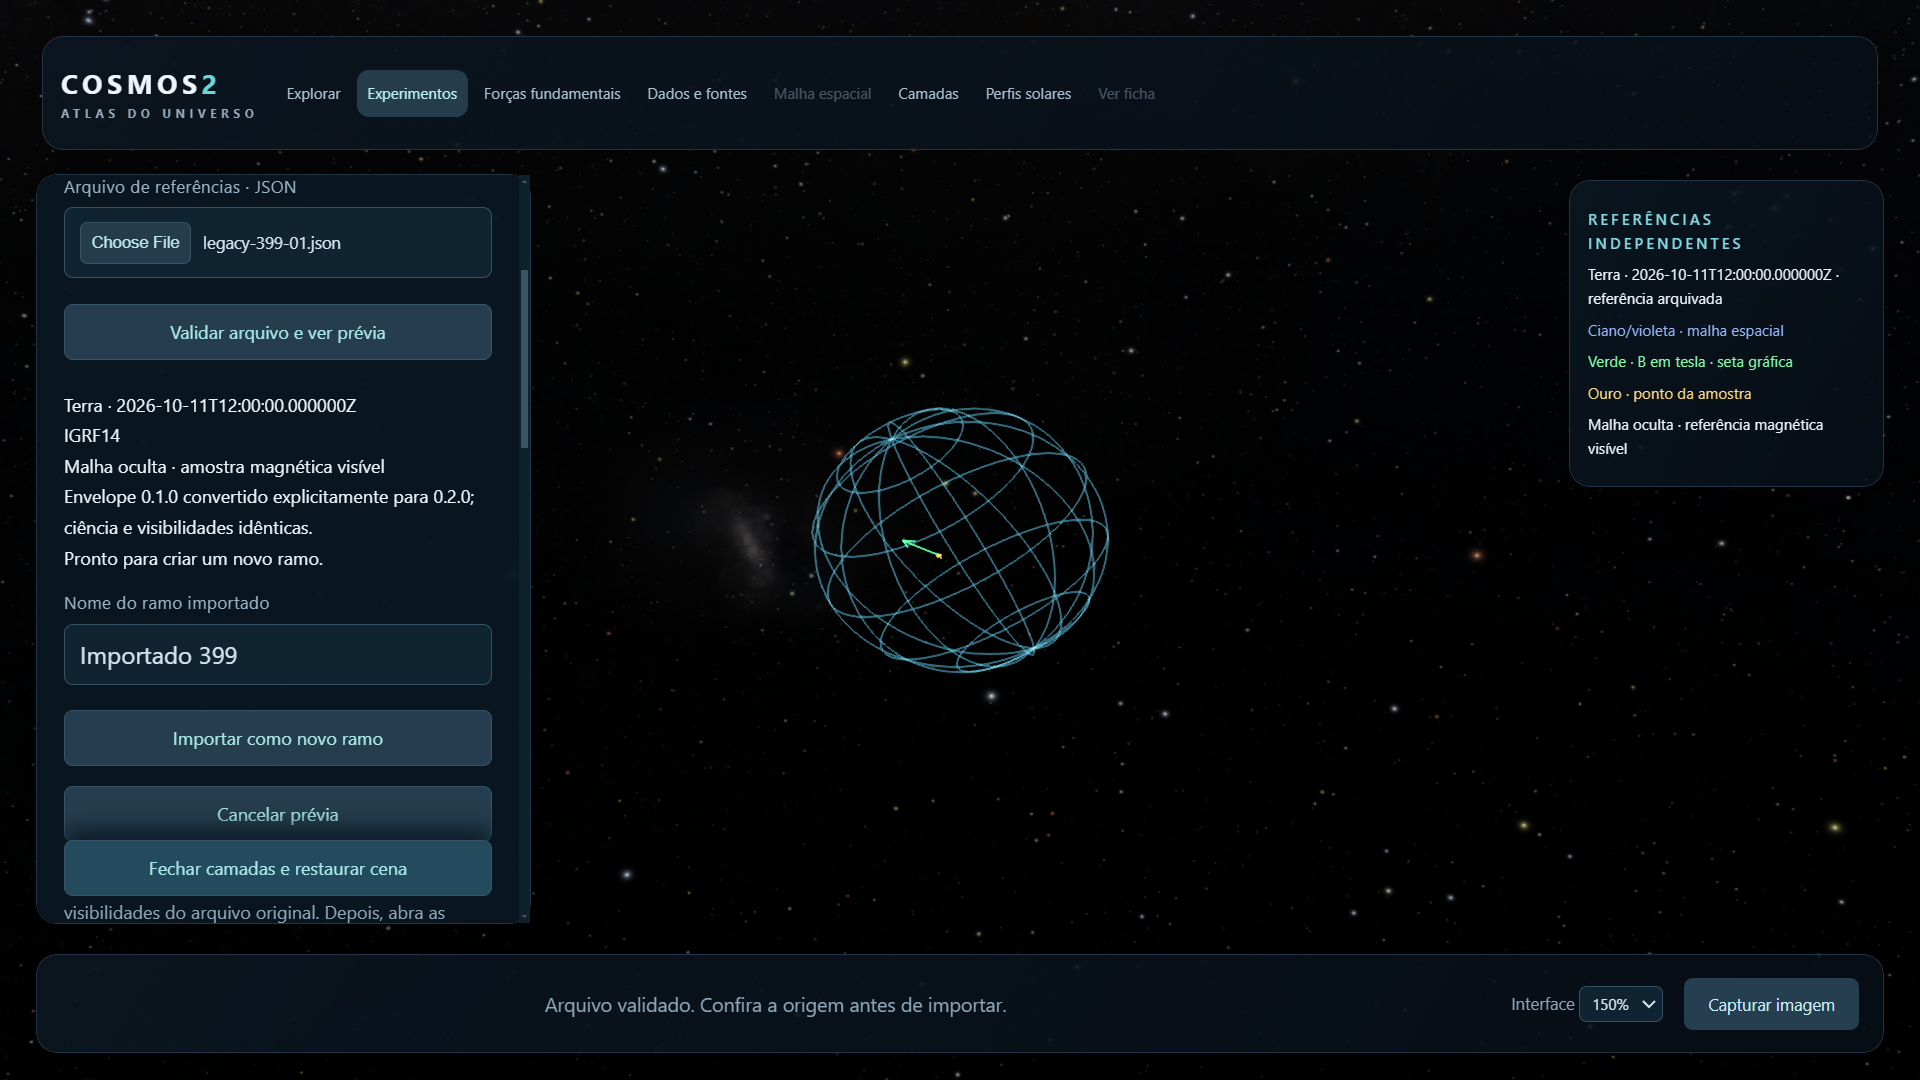 COSMOS2
ATLAS DO UNIVERSO
Explorar
Experimentos
Forças fundamentais
Dados e fontes
Malha espacial
Camadas
Perfis solares
Ver ficha
Arquivo de referências · JSON
Choose File legacy-399-01.json
Validar arquivo e ver prévia
Terra · 2026-10-11T12:00:00.000000Z
IGRF14
Malha oculta · amostra magnética visível
Envelope 0.1.0 convertido explicitamente para 0.2.0;
ciência e visibilidades idênticas.
Pronto para criar um novo ramo.
Nome do ramo importado
Importado 399
Importar como novo ramo
Cancelar prévia
Fechar camadas e restaurar cena
visibilidades do arquivo original. Depois, abra as
REFERÊNCIAS
INDEPENDENTES
Terra · 2026-10-11T12:00:00.000000Z ·
referência arquivada
Ciano/violeta · malha espacial
Verde · B em tesla · seta gráfica
Ouro · ponto da amostra
Malha oculta · referência magnética
visível
Arquivo validado. Confira a origem antes de importar.
Interface 150%
Capturar imagem